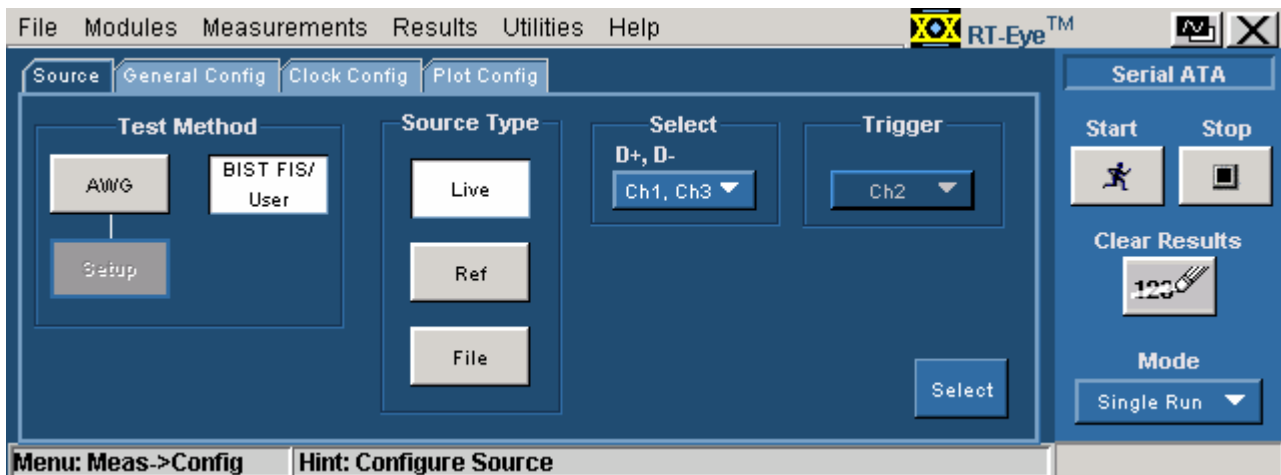 File Modules Measurements Results Utilities Help RT-Eye™
Source General Config Clock Config Plot Config
Serial ATA
Test Method
AWG
BIST FIS/
User
Setup
Source Type
Live
Ref
File
Select
D+, D-
Ch1, Ch3
Trigger
Ch2
Select
Start Stop
Clear Results
123
Mode
Single Run
Menu: Meas->Config Hint: Configure Source